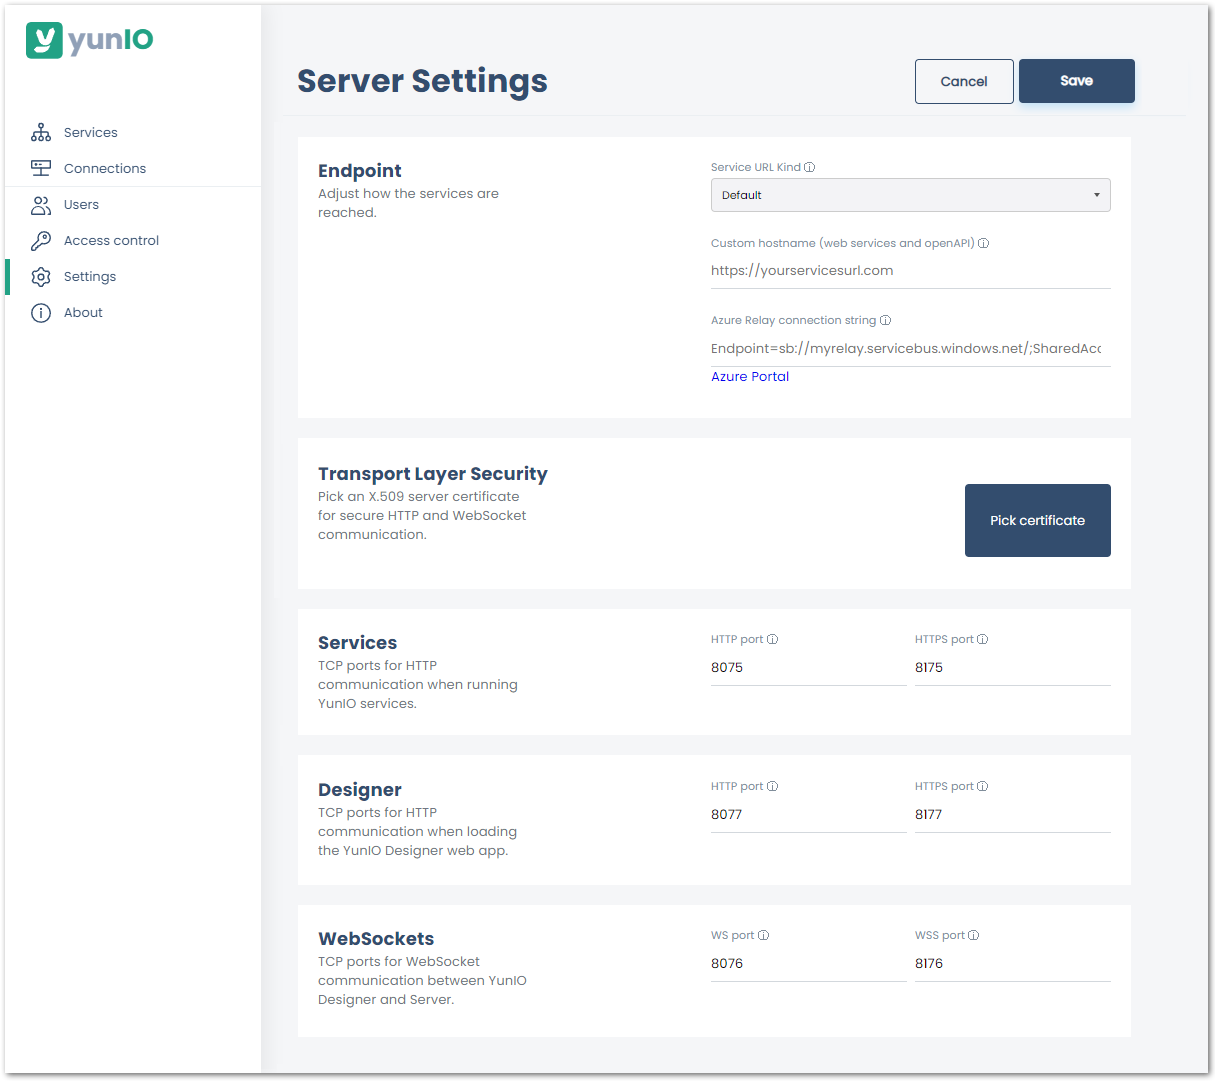 yunIO
Services
Connections
Users
Access control
Settings
About
Server Settings
Cancel
Save
Endpoint
Adjust how the services are
reached.
Service URL Kind
Default
Custom hostname (web services and openAPI)
https://yourservicesurl.com
Azure Relay connection string
Endpoint=sb://myrelay.servicebus.windows.net/;SharedAcc
Azure Portal
Transport Layer Security
Pick an X.509 server certificate
for secure HTTP and WebSocket
communication.
Pick certificate
Services
TCP ports for HTTP
communication when running
YunIO services.
HTTP port
8075
HTTPS port
8175
Designer
TCP ports for HTTP
communication when loading
the YunIO Designer web app.
HTTP port
8077
HTTPS port
8177
WebSockets
TCP ports for WebSocket
communication between YunIO
Designer and Server.
WS port
8076
WSS port
8176